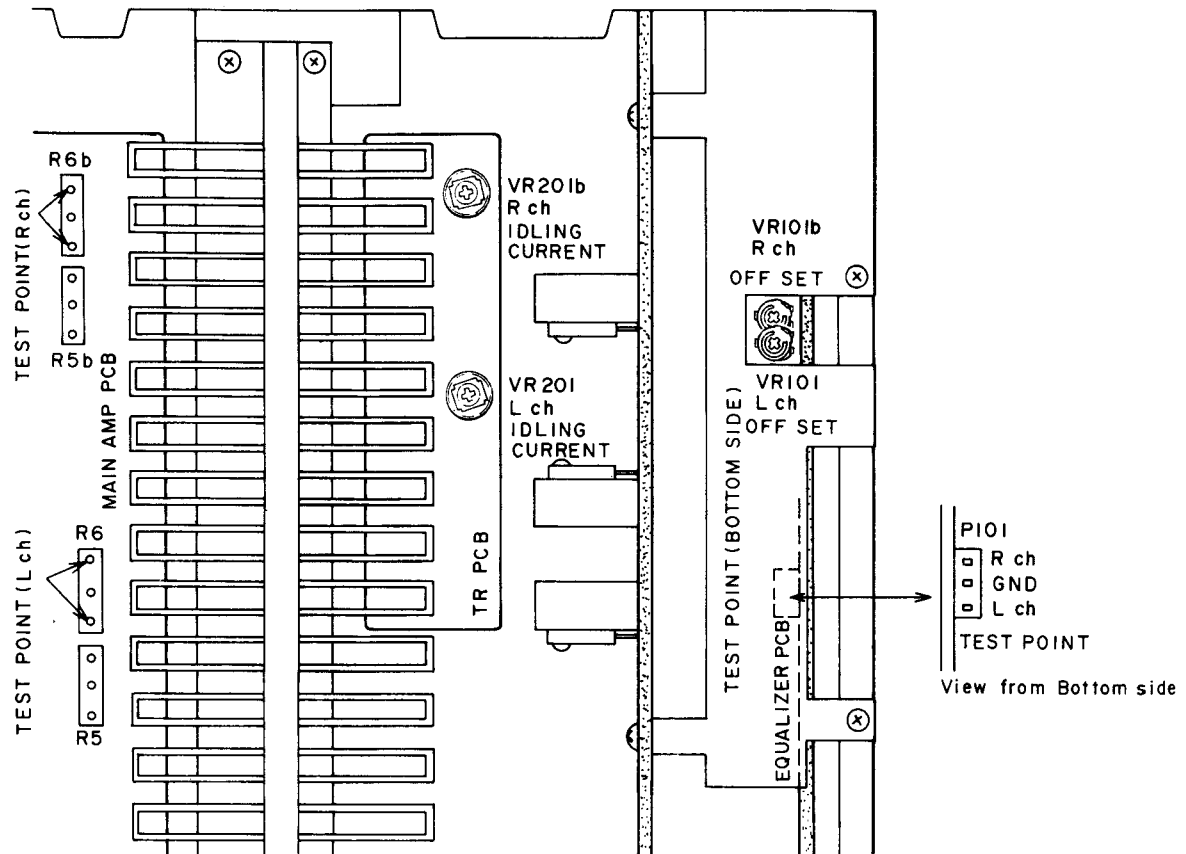 R6b
TEST POINT (R ch)
R5b
MAIN AMP PCB
R6
TEST POINT (L ch)
R5
VR201b
R ch
IDLING
CURRENT
VR201
L ch
IDLING
CURRENT
TR PCB
VR101b
R ch
OFF SET
VR101
L ch
OFF SET
TEST POINT (BOTTOM SIDE)
EQUALIZER PCB
P101
R ch
GND
L ch
TEST POINT
View from Bottom side